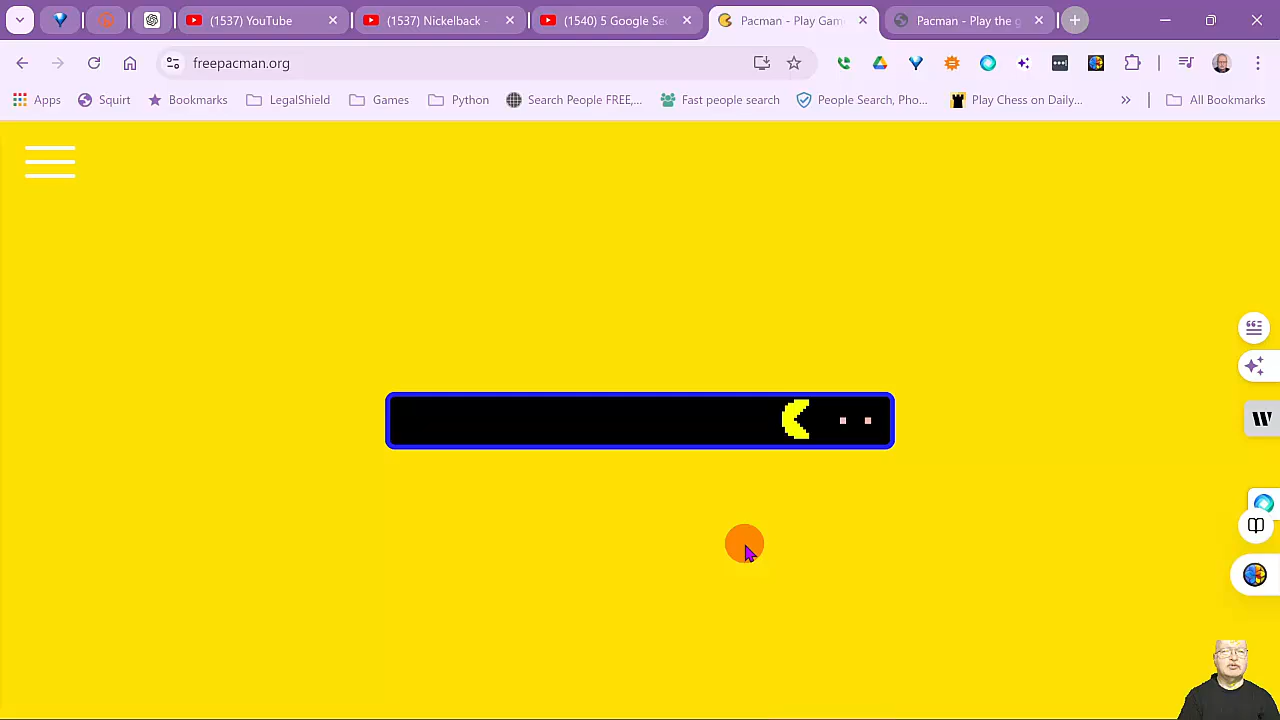 (1537) YouTube
(1537) Nickelback -
(1540) 5 Google Sec
Pacman - Play Gam
Pacman - Play the g
freepacman.org
Apps
Squirt
Bookmarks
LegalShield
Games
Python
Search People FREE,...
Fast people search
People Search, Pho...
Play Chess on Daily...
All Bookmarks
W